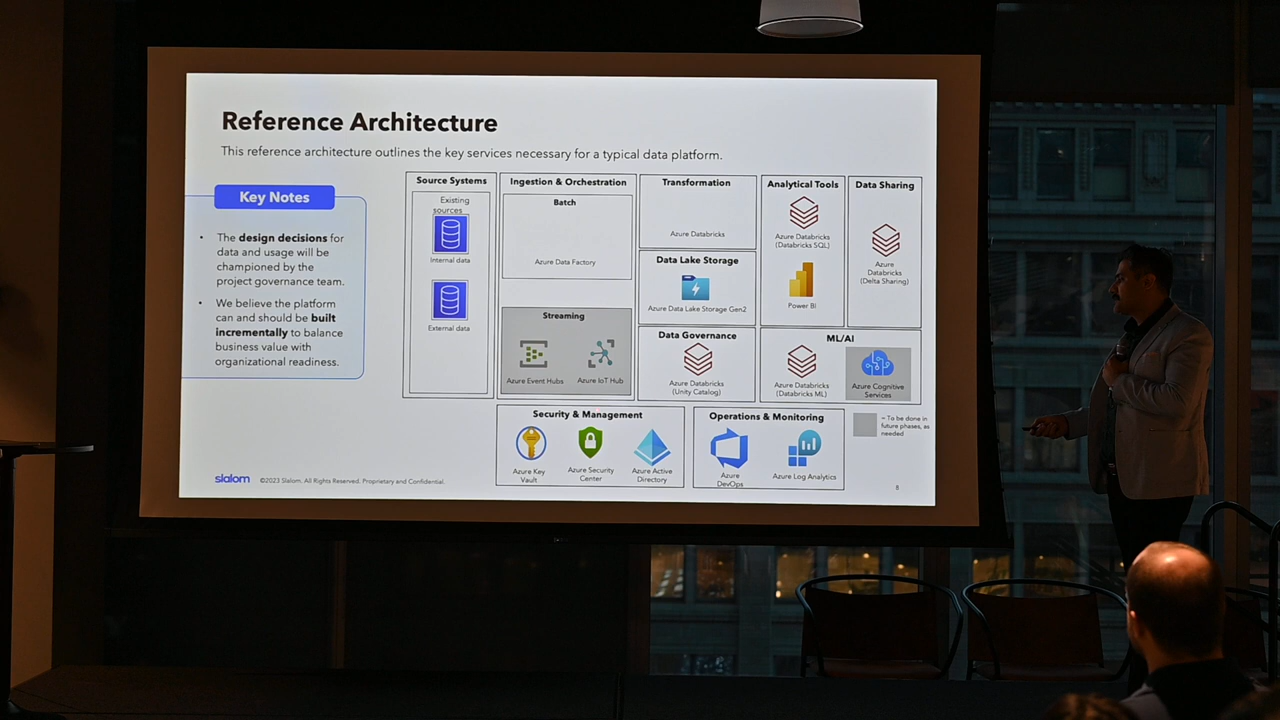 Reference Architecture
This reference architecture outlines the key services necessary for a typical data platform.
Key Notes
• The design decisions for
data and usage will be
championed by the
project governance team.
• We believe the platform
can and should be built
incrementally to balance
business value with
organizational readiness.
Source Systems
Existing
sources
Internal data
External data
Ingestion & Orchestration
Batch
Azure Data Factory
Streaming
Azure Event Hubs
Azure IoT Hub
Transformation
Azure Databricks
Data Lake Storage
Azure Data Lake Storage Gen2
Data Governance
Azure Databricks
(Unity Catalog)
Analytical Tools
Azure Databricks
(Databricks SQL)
Power BI
Data Sharing
Azure
Databricks
(Delta Sharing)
ML/AI
Azure Databricks
(Databricks ML)
Azure Cognitive
Services
Security & Management
Azure Key
Vault
Azure Security
Center
Azure Active
Directory
Operations & Monitoring
Azure
DevOps
Azure Log Analytics
= To be done in
future phases, as
needed
slalom
©2023 Slalom. All Rights Reserved. Proprietary and Confidential.
8